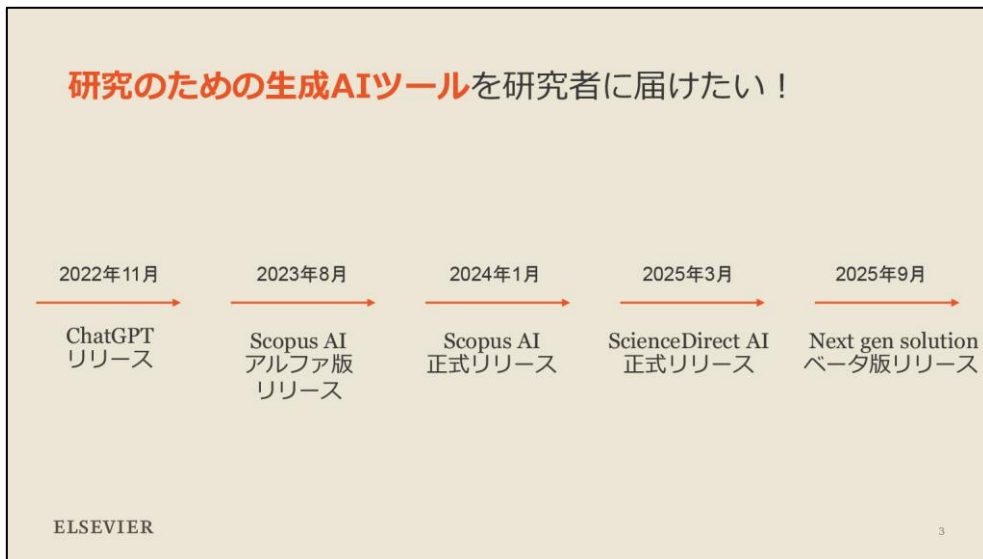 研究のための生成AIツールを研究者に届けたい！
2022年11月
ChatGPT
リリース
2023年8月
Scopus AI
アルファ版
リリース
2024年1月
Scopus AI
正式リリース
2025年3月
ScienceDirect AI
正式リリース
2025年9月
Next gen solution
ベータ版リリース
ELSEVIER
3